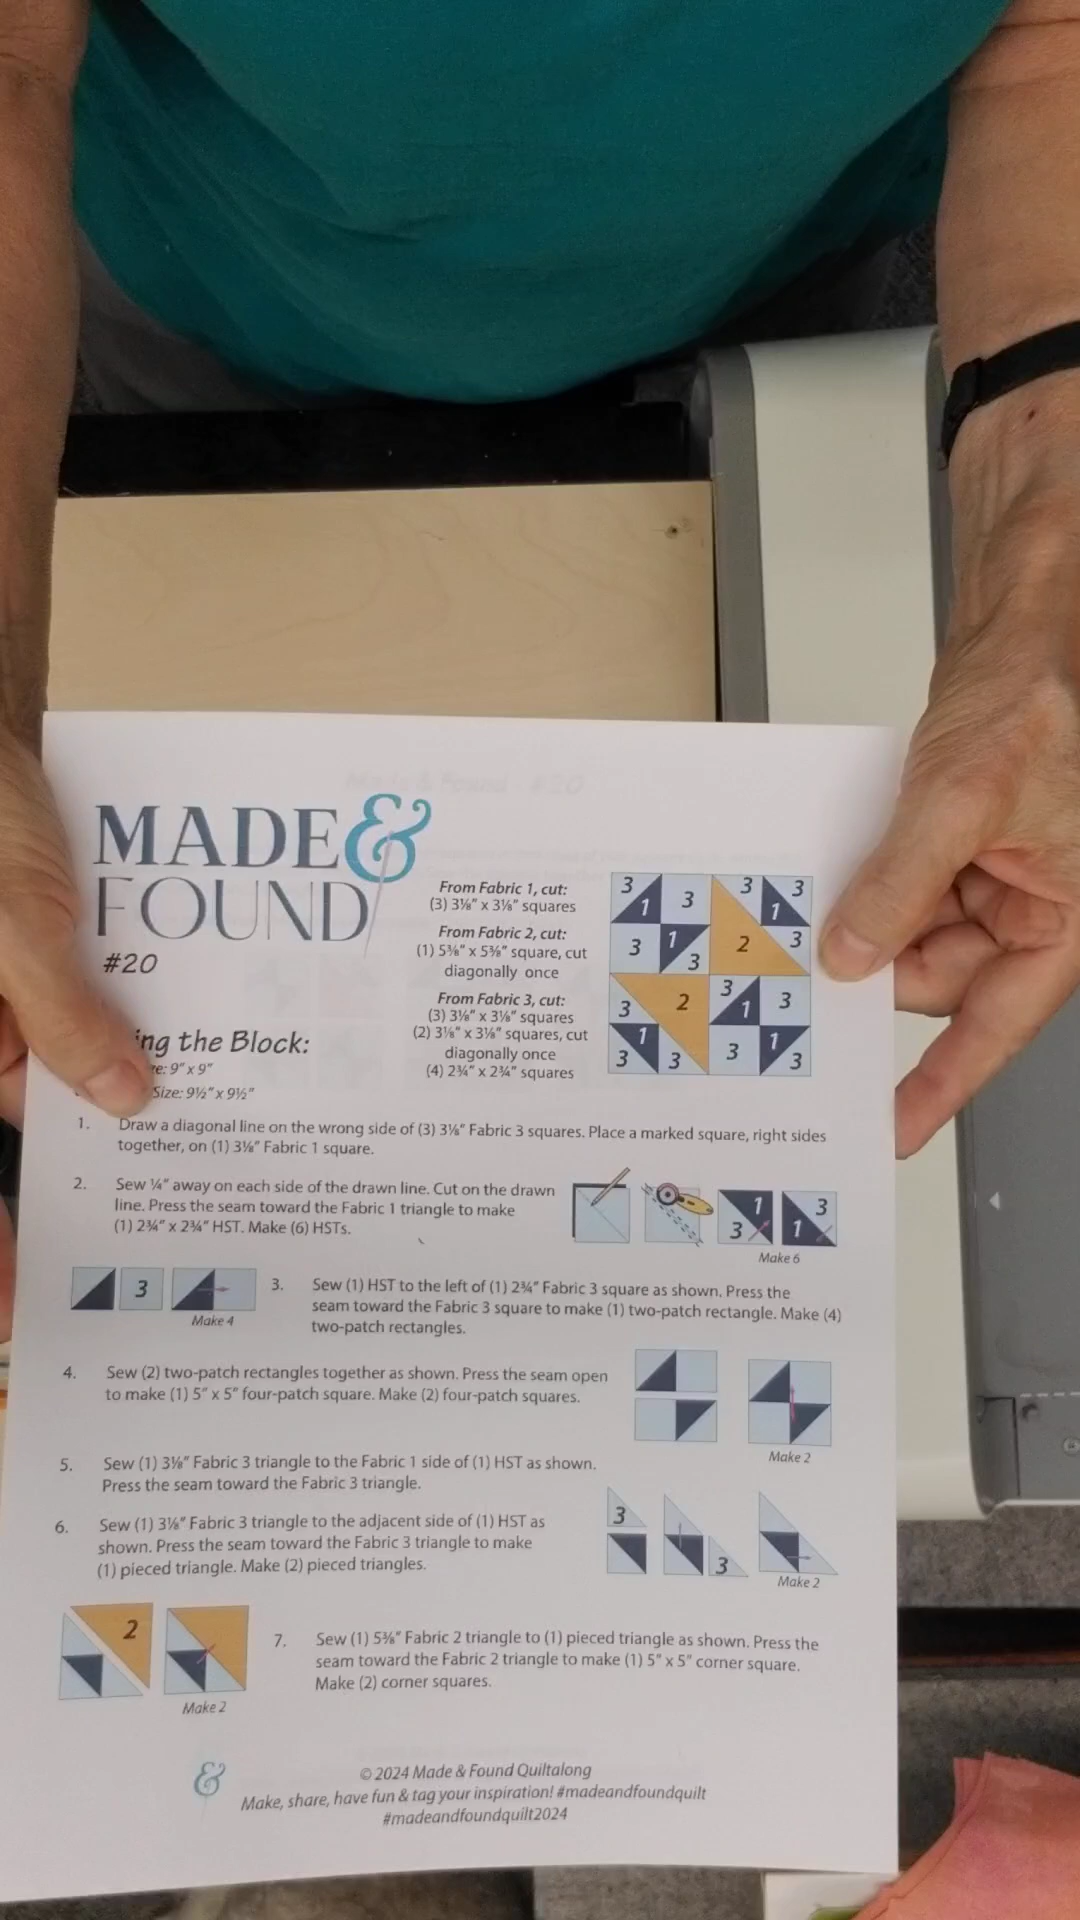 MADE &
FOUND
#20
From Fabric 1, cut:
(3) 3⅛" x 3⅛" squares
From Fabric 2, cut:
(1) 5⅜" x 5⅜" square, cut
diagonally once
From Fabric 3, cut:
(3) 3⅛" x 3⅛" squares
(2) 3⅛" x 3⅛" squares, cut
diagonally once
(4) 2¾" x 2¾" squares
3 3 3 3
1 1
3 1 2 3
3
3 2 3 1 3
1 1
3 3 3 3
ing the Block:
re: 9" x 9"
Size: 9½" x 9½"
1. Draw a diagonal line on the wrong side of (3) 3⅛" Fabric 3 squares. Place a marked square, right sides
together, on (1) 3⅛" Fabric 1 square.
2. Sew ¼" away on each side of the drawn line. Cut on the drawn
line. Press the seam toward the Fabric 1 triangle to make
(1) 2¾" x 2¾" HST. Make (6) HSTs.
1 3
3 1
Make 6
3
Make 4
3. Sew (1) HST to the left of (1) 2¾" Fabric 3 square as shown. Press the
seam toward the Fabric 3 square to make (1) two-patch rectangle. Make (4)
two-patch rectangles.
4. Sew (2) two-patch rectangles together as shown. Press the seam open
to make (1) 5" x 5" four-patch square. Make (2) four-patch squares.
Make 2
5. Sew (1) 3⅛" Fabric 3 triangle to the Fabric 1 side of (1) HST as shown.
Press the seam toward the Fabric 3 triangle.
6. Sew (1) 3⅛" Fabric 3 triangle to the adjacent side of (1) HST as
shown. Press the seam toward the Fabric 3 triangle to make
(1) pieced triangle. Make (2) pieced triangles.
3
3
Make 2
2
Make 2
7. Sew (1) 5⅜" Fabric 2 triangle to (1) pieced triangle as shown. Press the
seam toward the Fabric 2 triangle to make (1) 5" x 5" corner square.
Make (2) corner squares.
&
© 2024 Made & Found Quiltalong
Make, share, have fun & tag your inspiration! #madeandfoundquilt
#madeandfoundquilt2024